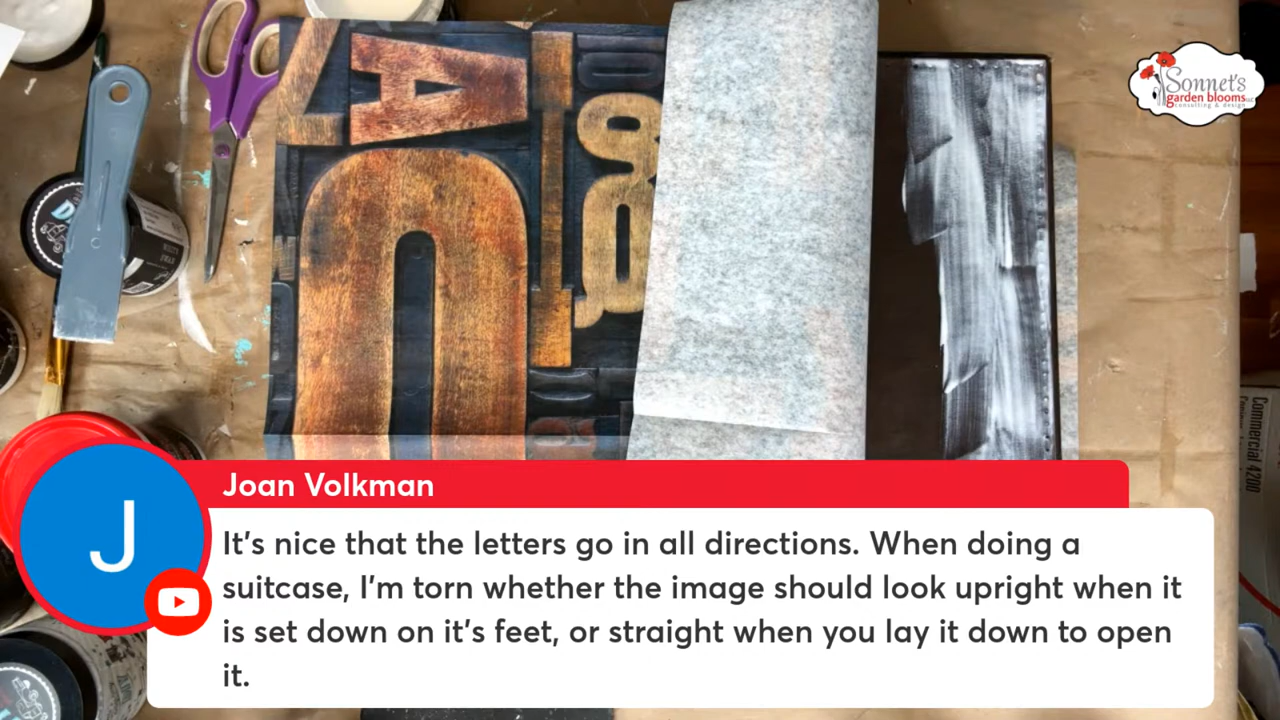 Sonnet's
garden blooms
consulting & design
A
8
Commercial 4200
Joan Volkman
J
It's nice that the letters go in all directions. When doing a
suitcase, I'm torn whether the image should look upright when it
is set down on it's feet, or straight when you lay it down to open
it.